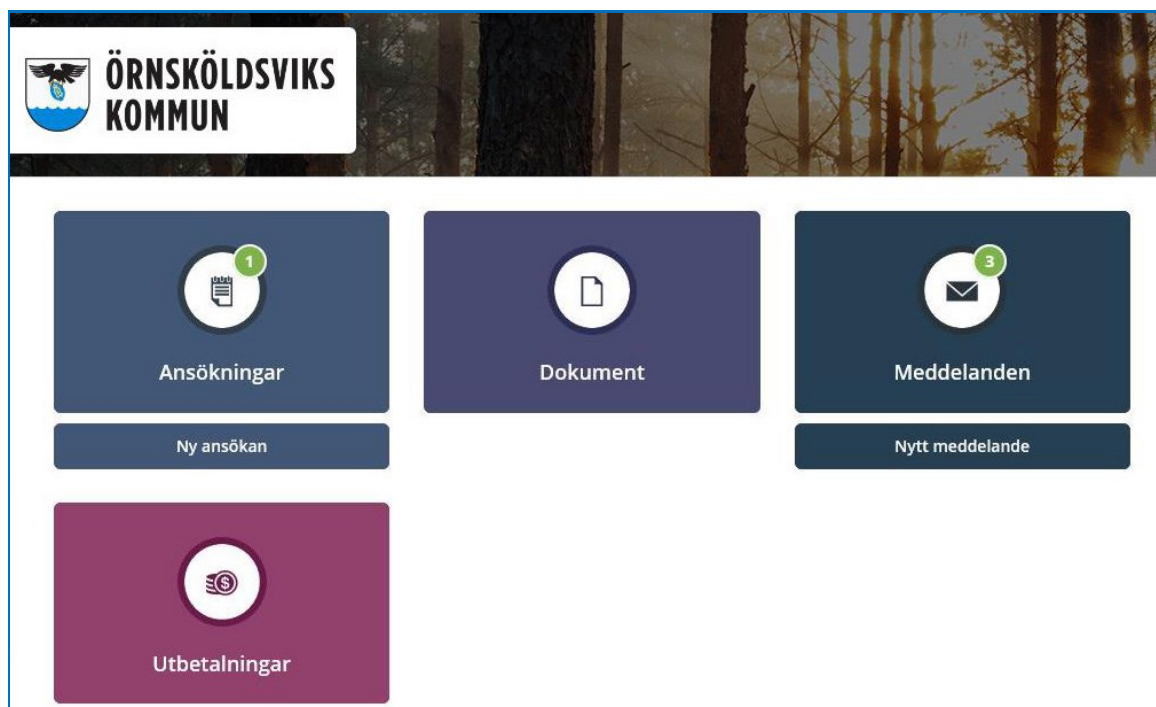 ÖRNSKÖLDSVIKS
KOMMUN
1
Ansökningar
Ny ansökan
Dokument
3
Meddelanden
Nytt meddelande
$
Utbetalningar